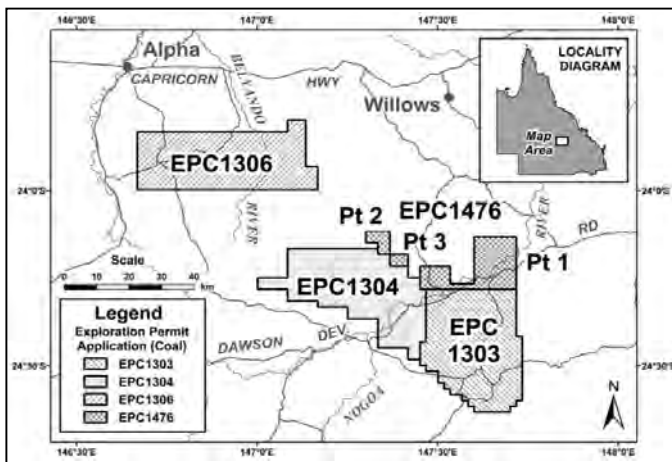 146°30'E
147°0'E
147°30'E
148°0'E
Alpha
CAPRICORN
BELYANDO
HWY
Willows
LOCALITY
DIAGRAM
Map
Area
EPC1306
24°0'S
24°0'S
RIVER
EPC1476
RIVER
Pt 2
Pt 3
RD
Pt 1
Scale
0 10 20 30 40
km
EPC1304
Legend
Exploration Permit
Application (Coal)
EPC1303
EPC1304
EPC1306
EPC1476
EPC
1303
DEV
DAWSON
24°30'S
24°30'S
NOGOA
N
146°30'E
147°0'E
147°30'E
148°0'E